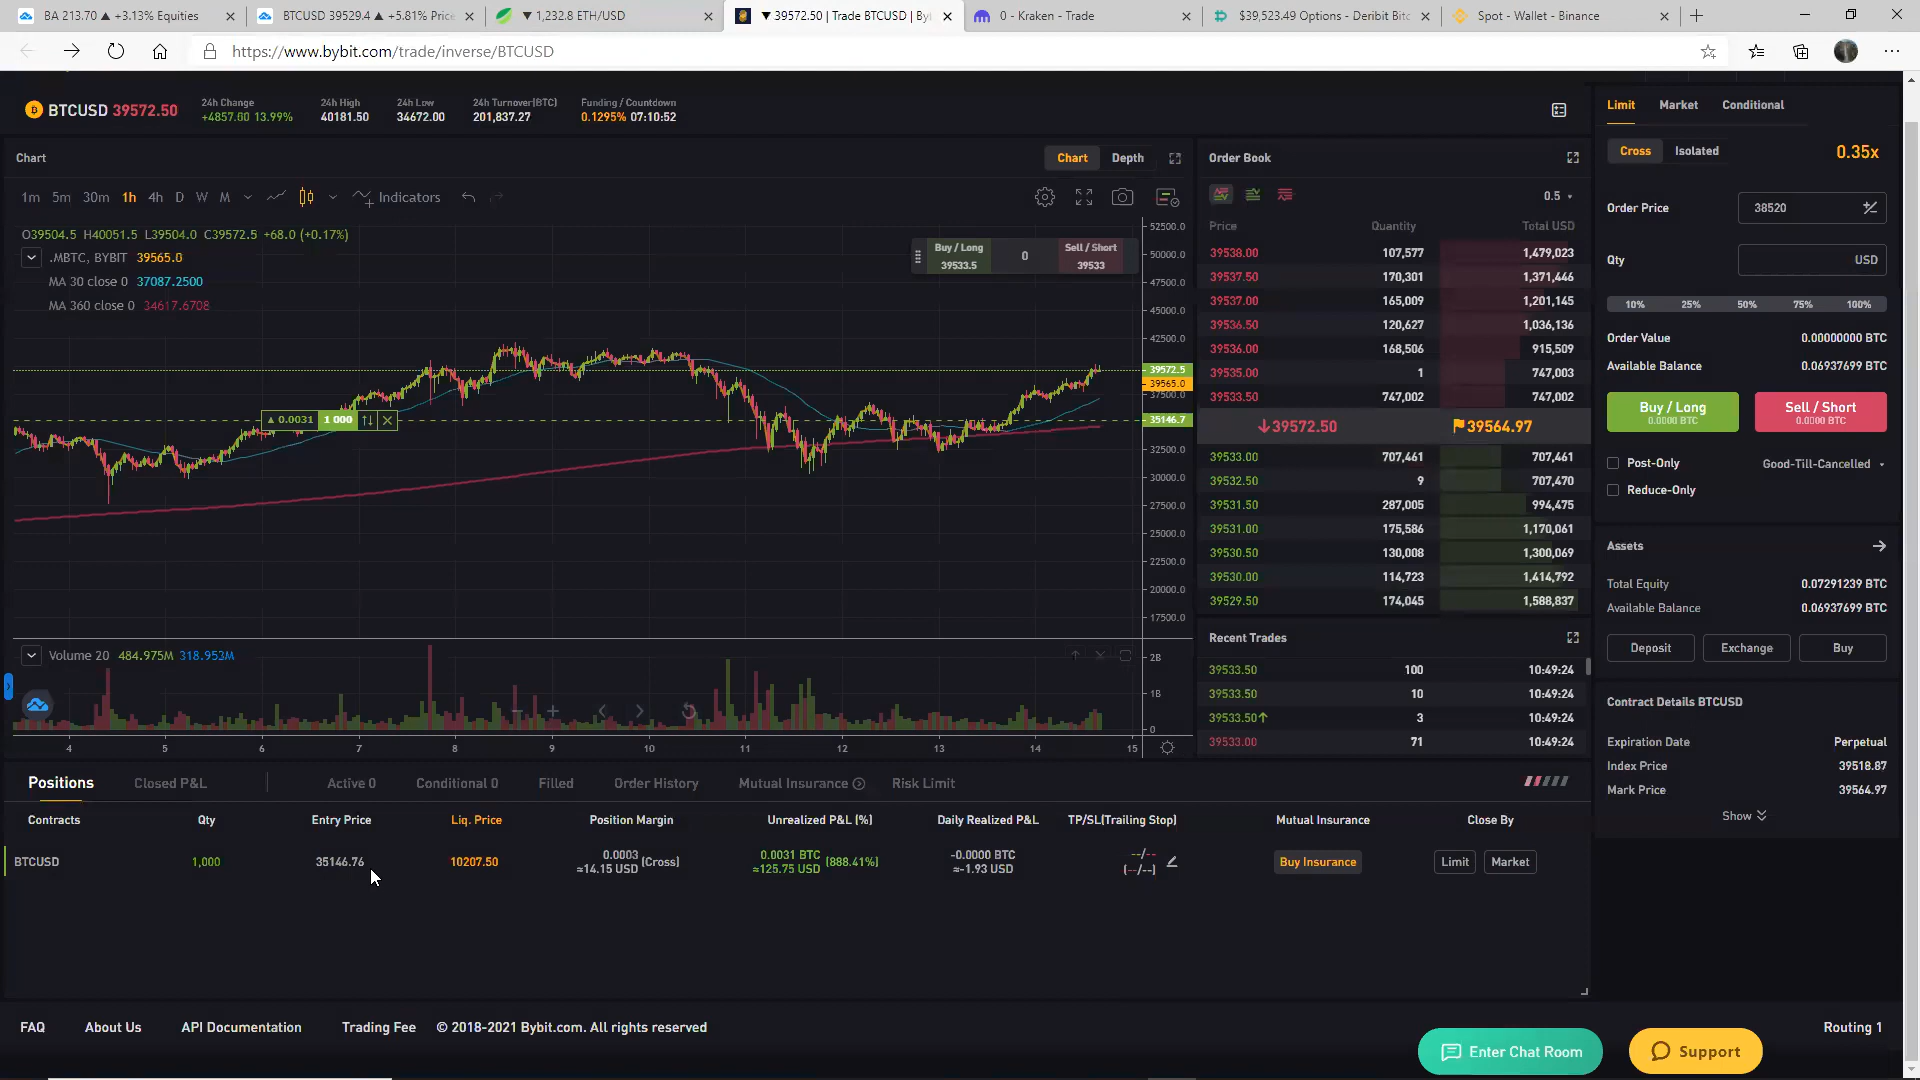 BA 213.70 ▲ +3.13% Equities
BTCUSD 39529.4 ▲ +5.81% Price
▼ 1,232.8 ETH/USD
▼ 39572.50 | Trade BTCUSD | By
0 - Kraken - Trade
$39,523.49 Options - Deribit Bitc
Spot - Wallet - Binance
https://www.bybit.com/trade/inverse/BTCUSD
BTCUSD 39572.50
24h Change
+4857.00 13.99%
24h High
40181.50
24h Low
34672.00
24h Turnover(BTC)
201,837.27
Funding / Countdown
0.1295% 07:10:52
Chart
Chart Depth
1m 5m 30m 1h 4h D W M Indicators
O39504.5 H40051.5 L39504.0 C39572.5 +68.0 (+0.17%)
.MBTC, BYBIT 39565.0
MA 30 close 0 37087.2500
MA 360 close 0 34617.6708
Buy / Long
39533.5
0
Sell / Short
39533
52500.0
50000.0
47500.0
45000.0
42500.0
39572.5
39565.0
37500.0
35146.7
32500.0
30000.0
27500.0
25000.0
22500.0
20000.0
17500.0
▲ 0.0031 1 000
Volume 20 484.975M 318.953M
2B
1B
0
4 5 6 7 8 9 10 11 12 13 14 15
Order Book
0.5
Price Quantity Total USD
39538.00 107,577 1,479,023
39537.50 170,301 1,371,446
39537.00 165,009 1,201,145
39536.50 120,627 1,036,136
39536.00 168,506 915,509
39535.00 1 747,003
39533.50 747,002 747,002
↓39572.50 39564.97
39533.00 707,461 707,461
39532.50 9 707,470
39531.50 287,005 994,475
39531.00 175,586 1,170,061
39530.50 130,008 1,300,069
39530.00 114,723 1,414,792
39529.50 174,045 1,588,837
Recent Trades
39533.50 100 10:49:24
39533.50 10 10:49:24
39533.50↑ 3 10:49:24
39533.00 71 10:49:24
Limit Market Conditional
Cross Isolated 0.35x
Order Price 38520
Qty USD
10% 25% 50% 75% 100%
Order Value 0.00000000 BTC
Available Balance 0.06937699 BTC
Buy / Long
0.0000 BTC
Sell / Short
0.0000 BTC
Post-Only Good-Till-Cancelled
Reduce-Only
Assets
Total Equity 0.07291239 BTC
Available Balance 0.06937699 BTC
Deposit Exchange Buy
Contract Details BTCUSD
Expiration Date Perpetual
Index Price 39518.87
Mark Price 39564.97
Show
Positions Closed P&L Active 0 Conditional 0 Filled Order History Mutual Insurance Risk Limit
Contracts Qty Entry Price Liq. Price Position Margin Unrealized P&L (%) Daily Realized P&L TP/SL(Trailing Stop) Mutual Insurance Close By
BTCUSD 1,000 35146.76 10207.50
0.0003
≈14.15 USD (Cross)
0.0031 BTC
≈125.75 USD (888.41%)
-0.0000 BTC
≈-1.93 USD
--/--
(--/--)
Buy Insurance
Limit Market
FAQ About Us API Documentation Trading Fee © 2018-2021 Bybit.com. All rights reserved
Routing 1
Enter Chat Room
Support